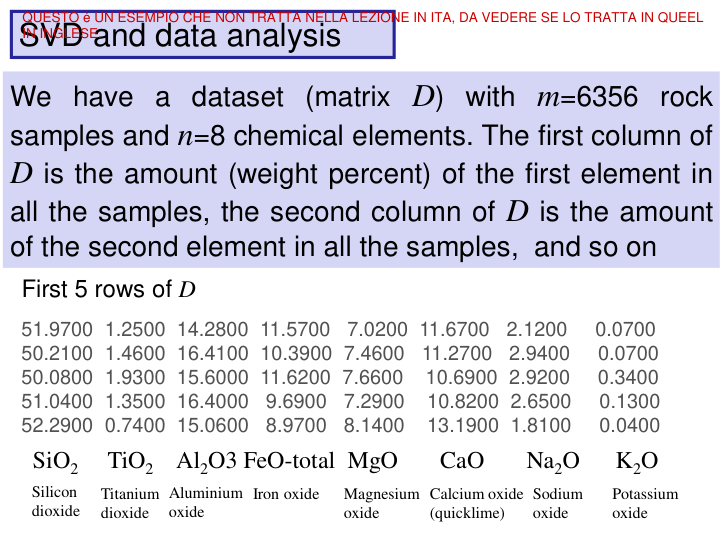 QUESTO è UN ESEMPIO CHE NON TRATTA NELLA LEZIONE IN ITA, DA VEDERE SE LO TRATTA IN QUEEL
IN INGLESE
SVD and data analysis
We have a dataset (matrix D) with m=6356 rock
samples and n=8 chemical elements. The first column of
D is the amount (weight percent) of the first element in
all the samples, the second column of D is the amount
of the second element in all the samples, and so on
First 5 rows of D
51.9700 1.2500 14.2800 11.5700 7.0200 11.6700 2.1200 0.0700
50.2100 1.4600 16.4100 10.3900 7.4600 11.2700 2.9400 0.0700
50.0800 1.9300 15.6000 11.6200 7.6600 10.6900 2.9200 0.3400
51.0400 1.3500 16.4000 9.6900 7.2900 10.8200 2.6500 0.1300
52.2900 0.7400 15.0600 8.9700 8.1400 13.1900 1.8100 0.0400
SiO₂ TiO₂ Al₂O3 FeO-total MgO CaO Na₂O K₂O
Silicon Titanium Aluminium Iron oxide Magnesium Calcium oxide Sodium Potassium
dioxide dioxide oxide oxide (quicklime) oxide oxide